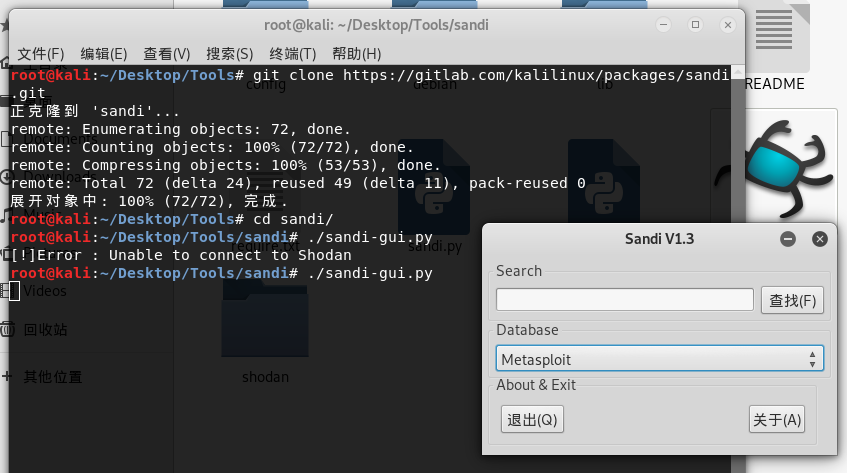 root@kali: ~/Desktop/Tools/sandi
文件(F) 编辑(E) 查看(V) 搜索(S) 终端(T) 帮助(H)
root@kali:~/Desktop/Tools# git clone https://gitlab.com/kalilinux/packages/sandi
.git
正克隆到 'sandi'...
remote: Enumerating objects: 72, done.
remote: Counting objects: 100% (72/72), done.
remote: Compressing objects: 100% (53/53), done.
remote: Total 72 (delta 24), reused 49 (delta 11), pack-reused 0
展开对象中: 100% (72/72), 完成.
root@kali:~/Desktop/Tools# cd sandi/
root@kali:~/Desktop/Tools/sandi# ./sandi-gui.py
[!]Error : Unable to connect to Shodan
root@kali:~/Desktop/Tools/sandi# ./sandi-gui.py
config
debian
lib
README
Documents
Downloads
require.txt
sandi.py
Videos
回收站
其他位置
shodan
Sandi V1.3
Search
查找(F)
Database
Metasploit
About & Exit
退出(Q)
关于(A)